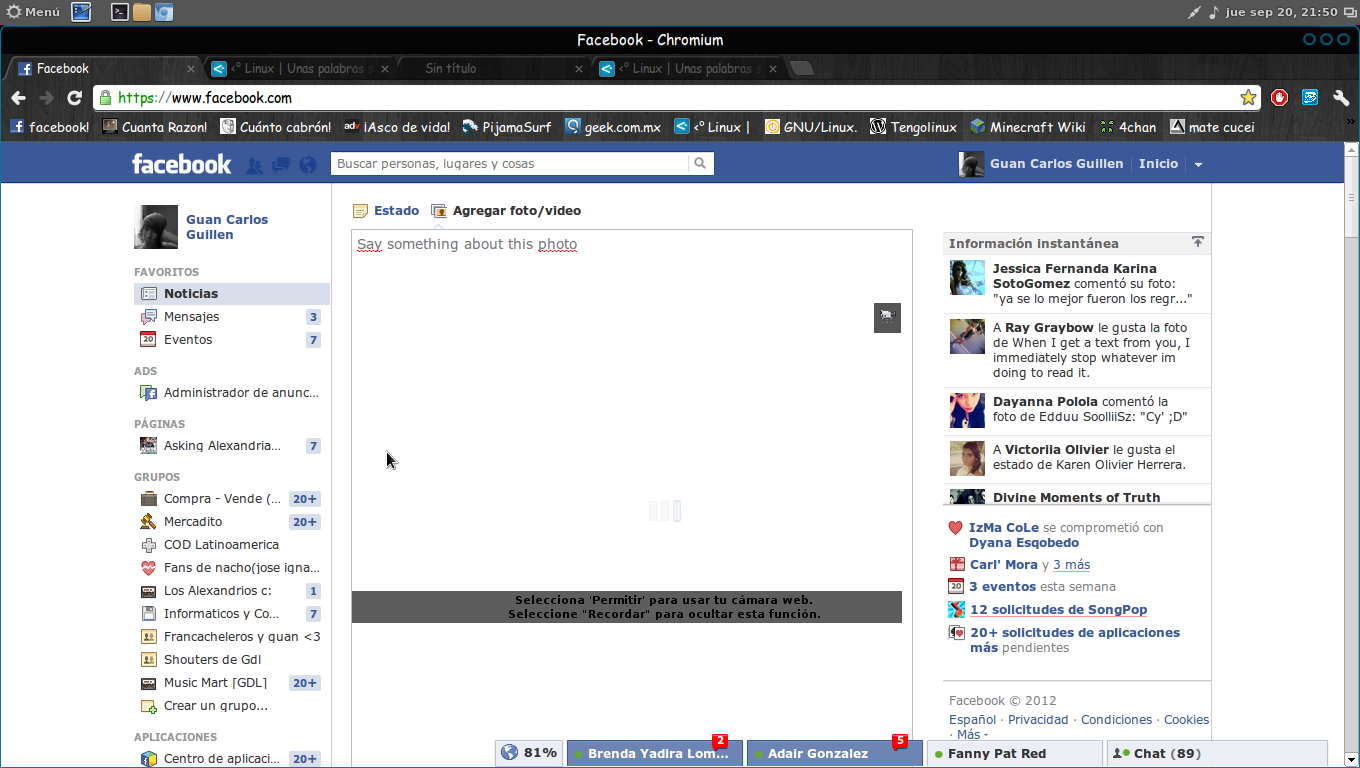 Menú
jue sep 20, 21:50
Facebook - Chromium
Facebook
<° Linux | Unas palabras s
Sin título
<° Linux | Unas palabras s
https://www.facebook.com
facebook!
Cuanta Razon!
Cuánto cabrón!
adv
¡Asco de vida!
PijamaSurf
geek.com.mx
<° Linux |
GNU/Linux.
Tengolinux
Minecraft Wiki
4chan
mate cucei
»
facebook
Buscar personas, lugares y cosas
Guan Carlos Guillen
Inicio
Guan Carlos
Guillen
FAVORITOS
Noticias
Mensajes 3
20
Eventos 7
ADS
Administrador de anunc...
PÁGINAS
Asking Alexandria... 7
GRUPOS
Compra - Vende (... 20+
Mercadito 20+
COD Latinoamerica
Fans de nacho(jose igna...
Los Alexandrios c: 1
Informaticos y Co... 7
Francacheleros y guan <3
Shouters de Gdl
Music Mart [GDL] 20+
Crear un grupo...
APLICACIONES
Centro de aplicaci... 20+
Estado
Agregar foto/video
Say something about this photo
Selecciona 'Permitir' para usar tu cámara web.
Seleccione "Recordar" para ocultar esta función.
Información instantánea
Jessica Fernanda Karina
SotoGomez comentó su foto:
"ya se lo mejor fueron los regr..."
A Ray Graybow le gusta la foto
de When I get a text from you, I
immediately stop whatever im
doing to read it.
Dayanna Polola comentó la
foto de Edduu SoolliiSz: "Cy' ;D"
A Victoriia Olivier le gusta el
estado de Karen Olivier Herrera.
Divine Moments of Truth
IzMa CoLe se comprometió con
Dyana Esqobedo
Carl' Mora y 3 más
20
3 eventos esta semana
12 solicitudes de SongPop
20+ solicitudes de aplicaciones
más pendientes
Facebook © 2012
Español · Privacidad · Condiciones · Cookies
· Más
81%
Brenda Yadira Lom...
2
Adair Gonzalez
5
Fanny Pat Red
Chat (89)